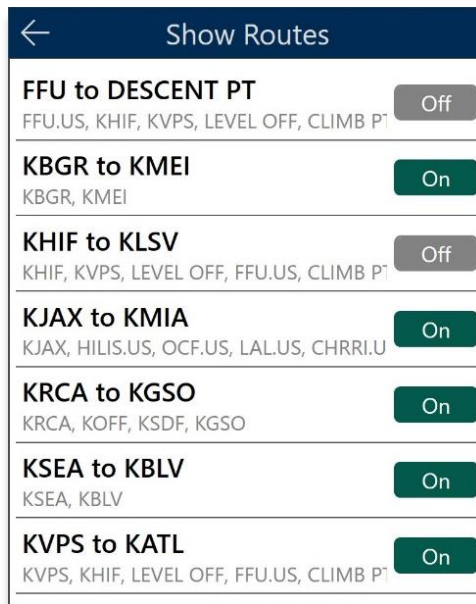 Show Routes
FFU to DESCENT PT
FFU.US, KHIF, KVPS, LEVEL OFF, CLIMB PT
Off
KBGR to KMEI
KBGR, KMEI
On
KHIF to KLSV
KHIF, KVPS, LEVEL OFF, FFU.US, CLIMB PT
Off
KJAX to KMIA
KJAX, HILIS.US, OCF.US, LAL.US, CHRRI.U
On
KRCA to KGSO
KRCA, KOFF, KSDF, KGSO
On
KSEA to KBLV
KSEA, KBLV
On
KVPS to KATL
KVPS, KHIF, LEVEL OFF, FFU.US, CLIMB PT
On